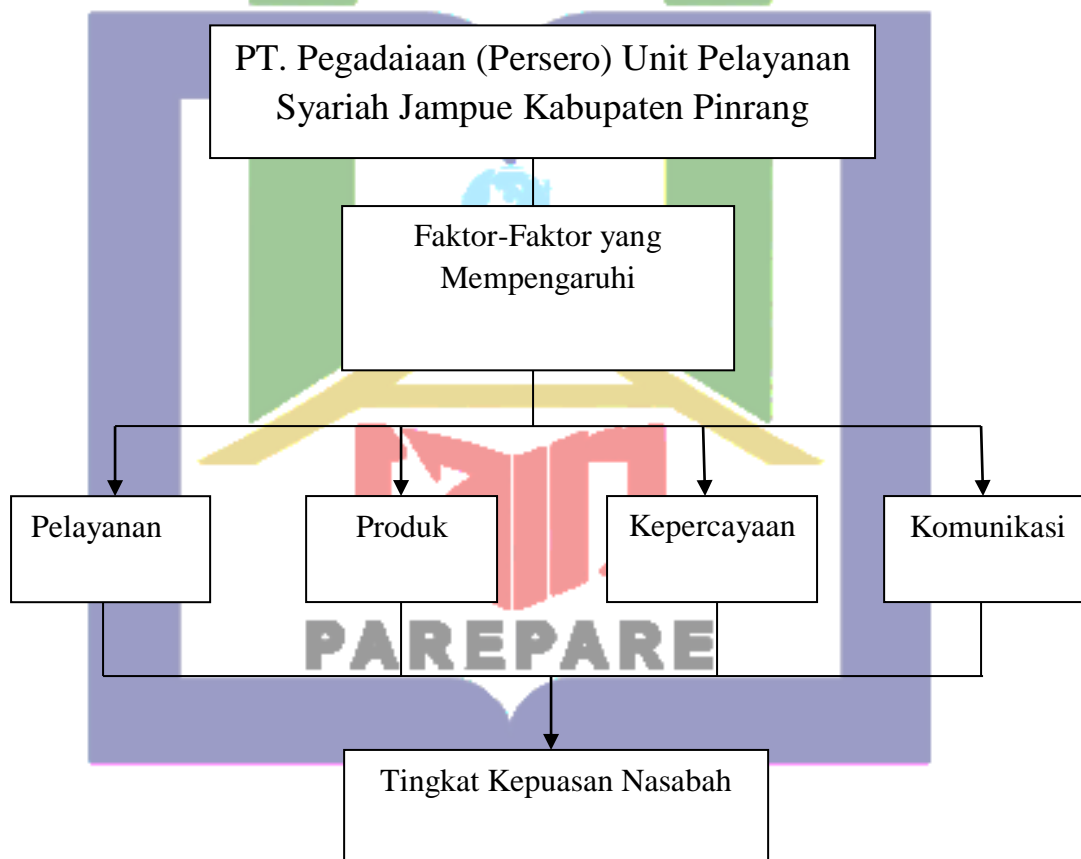 PT. Pegadaiaan (Persero) Unit Pelayanan
Syariah Jampue Kabupaten Pinrang
Faktor-Faktor yang
Mempengaruhi
Pelayanan
Produk
Kepercayaan
Komunikasi
PAREPARE
Tingkat Kepuasan Nasabah